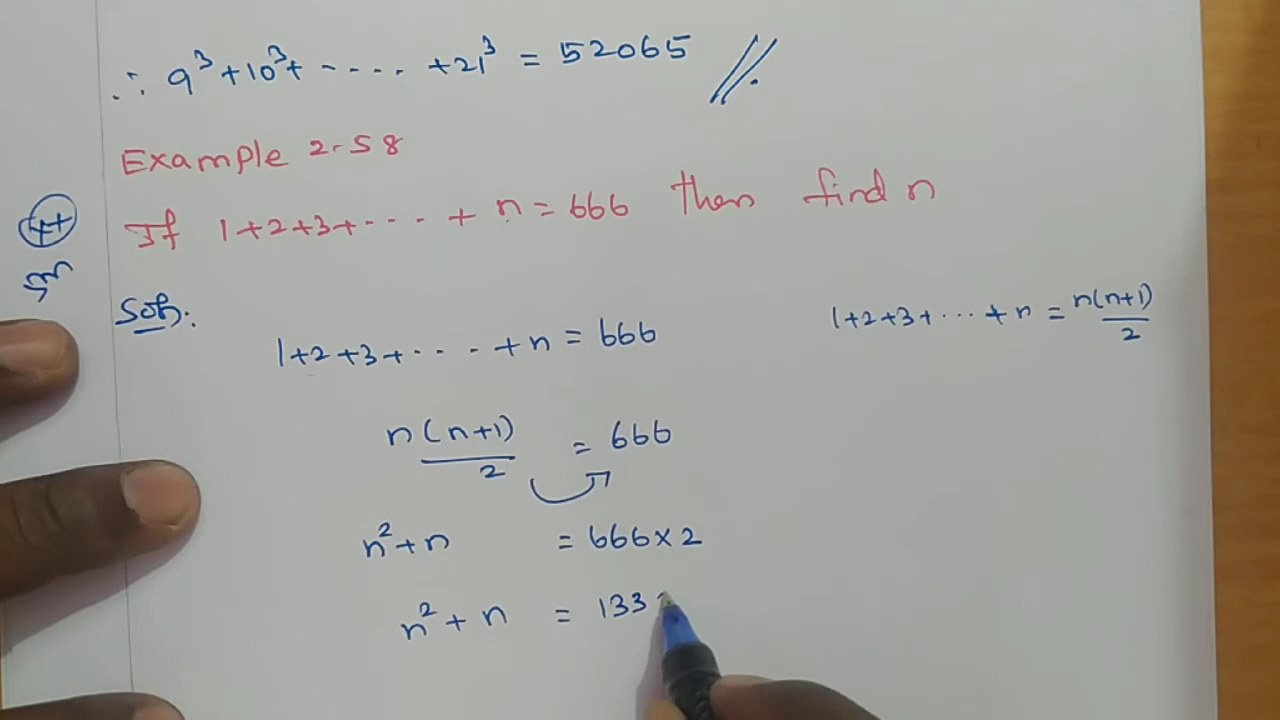 ∴ 9³+10³+ ---- +21³ = 52065 //.
Example 2.58
If 1+2+3+--- + n = 666 then find n
Soln:
1+2+3+--- +n = 666
1+2+3+...+n = n(n+1)/2
n(n+1)/2 = 666
n²+n = 666×2
n²+n = 133